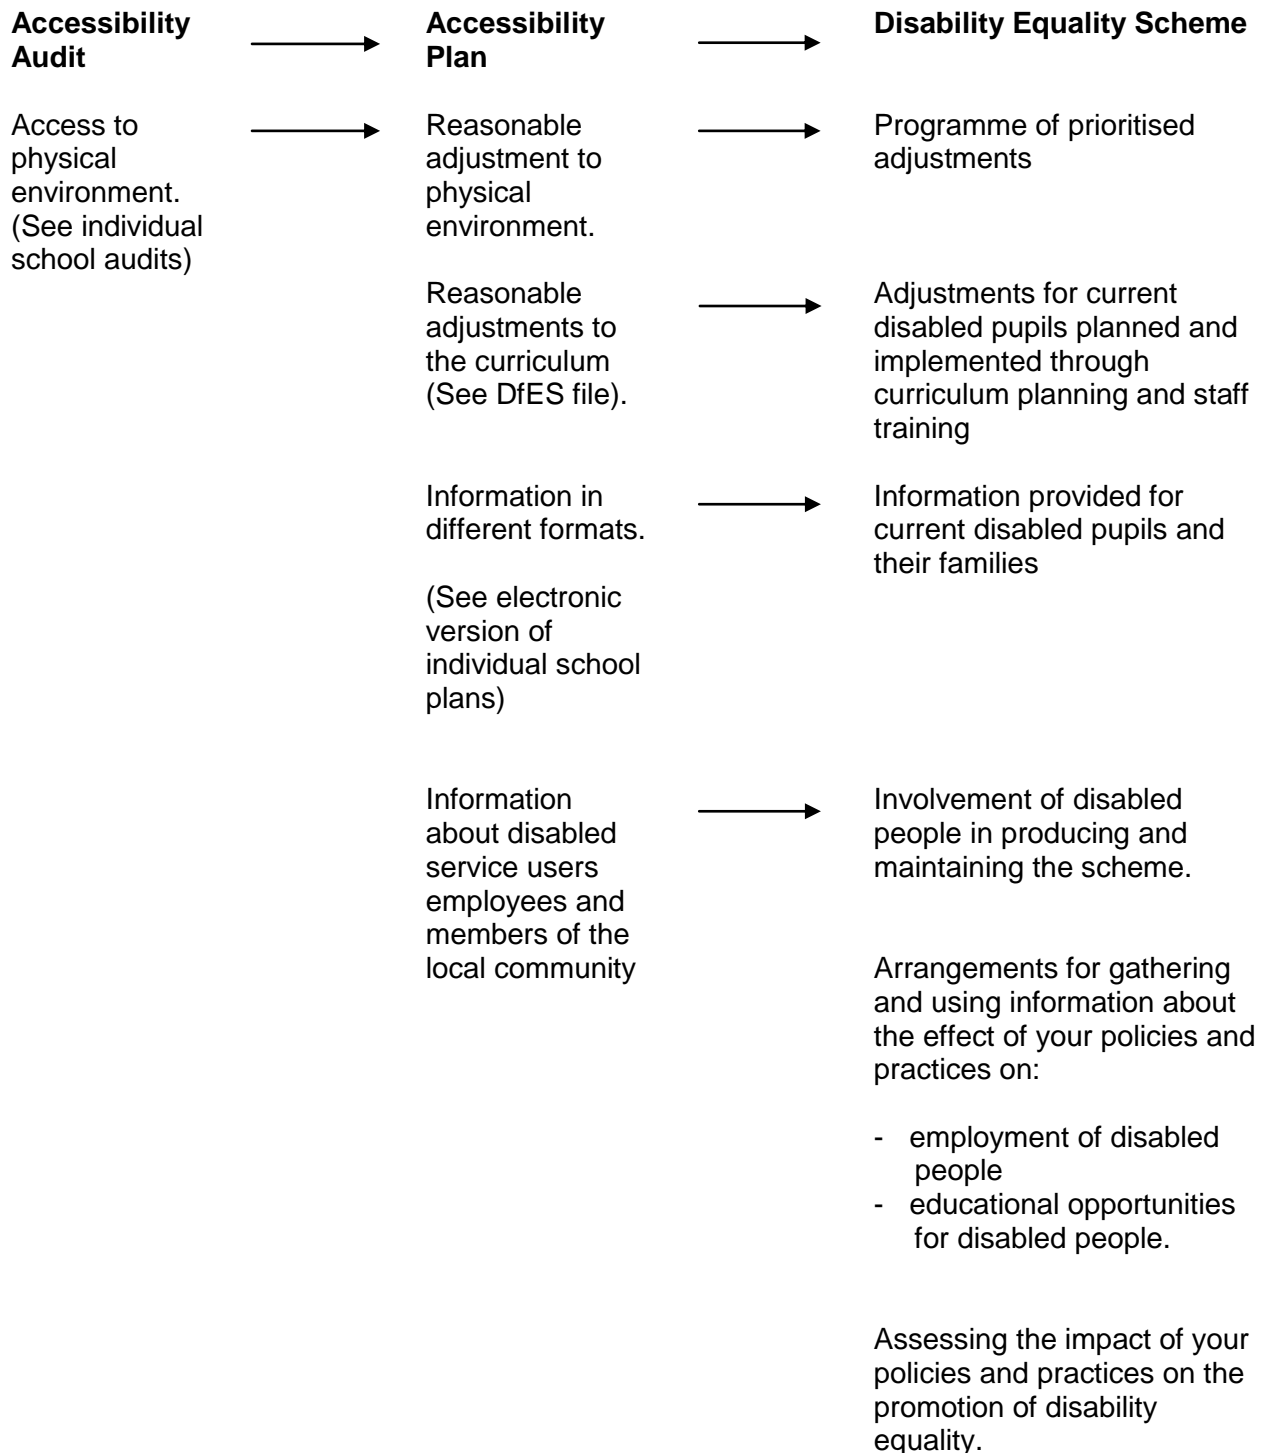 Accessibility
Audit
Accessibility
Plan
Disability Equality Scheme
Access to
physical
environment.
(See individual
school audits)
Reasonable
adjustment to
physical
environment.
Programme of prioritised
adjustments
Reasonable
adjustments to
the curriculum
(See DfES file).
Adjustments for current
disabled pupils planned and
implemented through
curriculum planning and staff
training
Information in
different formats.
(See electronic
version of
individual school
plans)
Information provided for
current disabled pupils and
their families
Information
about disabled
service users
employees and
members of the
local community
Involvement of disabled
people in producing and
maintaining the scheme.
Arrangements for gathering
and using information about
the effect of your policies and
practices on:
- employment of disabled
people
- educational opportunities
for disabled people.
Assessing the impact of your
policies and practices on the
promotion of disability
equality.